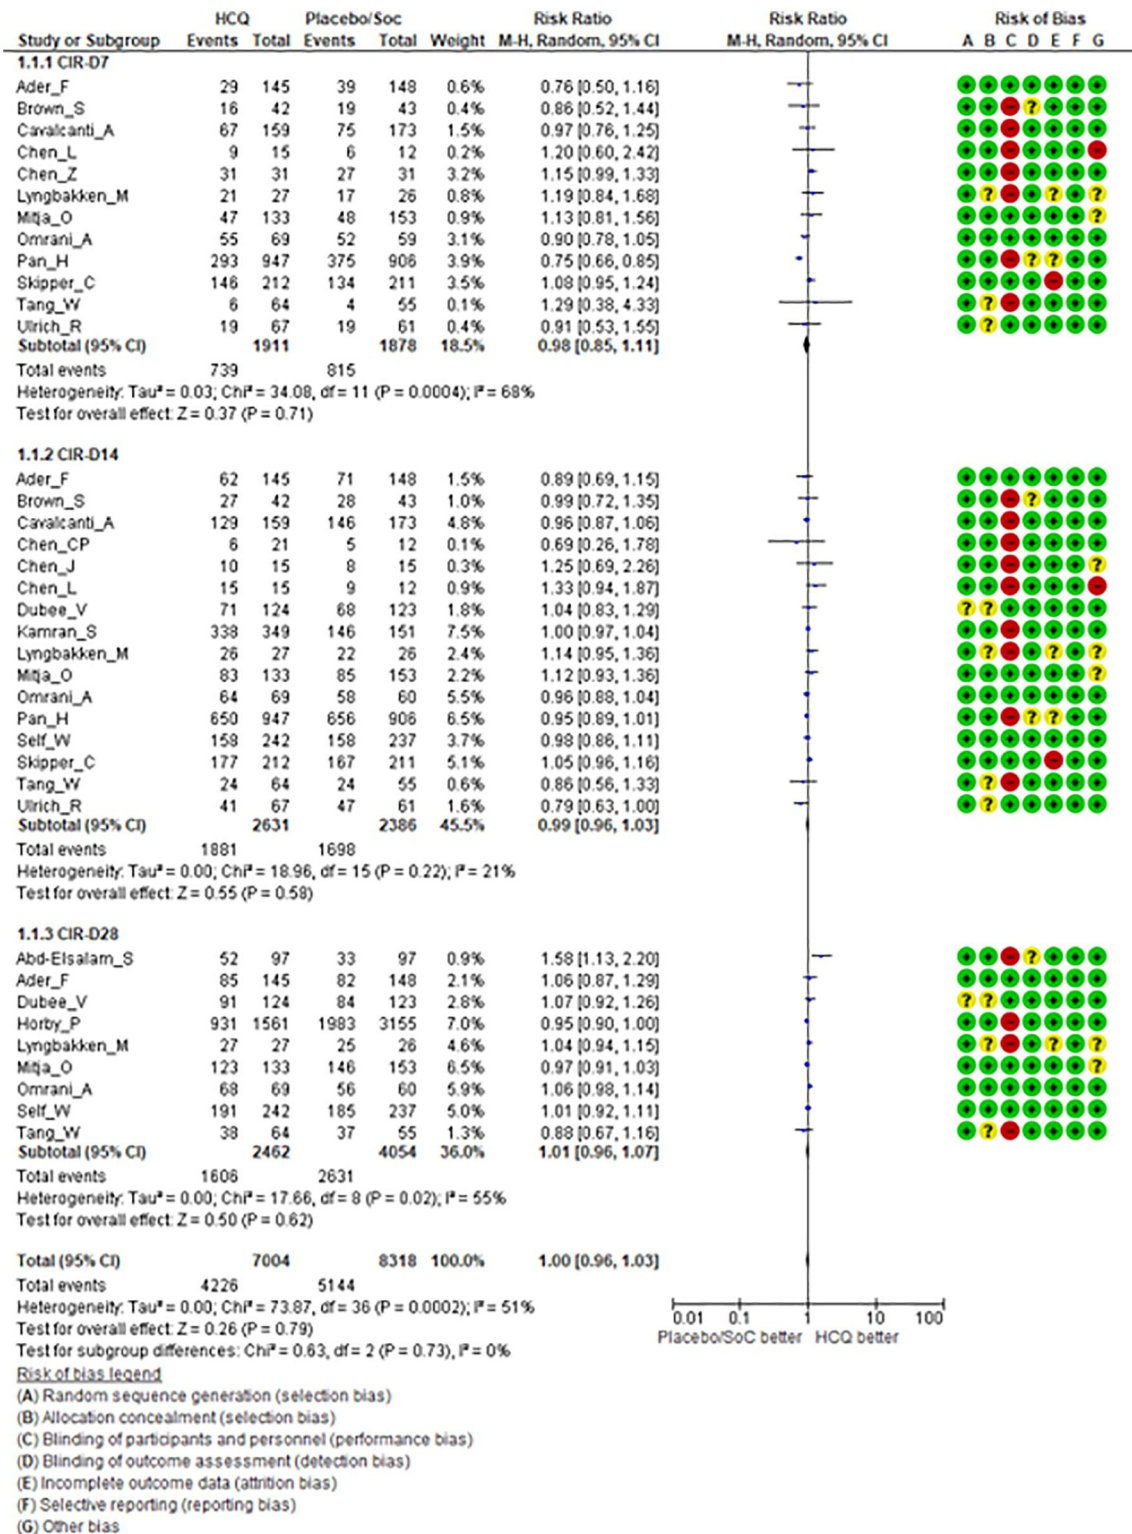 HCQ Placebo/Soc Risk Ratio Risk Ratio Risk of Bias
Study or Subgroup Events Total Events Total Weight M-H, Random, 95% CI M-H, Random, 95% CI A B C D E F G
1.1.1 CIR-D7
Ader_F 29 145 39 148 0.6% 0.76 [0.50, 1.16] + + + + + + +
Brown_S 16 42 19 43 0.4% 0.86 [0.52, 1.44] + + - ? + + +
Cavalcanti_A 67 159 75 173 1.5% 0.97 [0.76, 1.25] + + - + + + +
Chen_L 9 15 6 12 0.2% 1.20 [0.60, 2.42] + + - + + + -
Chen_Z 31 31 27 31 3.2% 1.15 [0.99, 1.33] + + - + + + +
Lyngbakken_M 21 27 17 26 0.8% 1.19 [0.84, 1.68] + ? - + ? + ?
Mitja_O 47 133 48 153 0.9% 1.13 [0.81, 1.56] + + + + + + ?
Omrani_A 55 69 52 59 3.1% 0.90 [0.78, 1.05] + + + + + + +
Pan_H 293 947 375 906 3.9% 0.75 [0.66, 0.85] + + - ? ? + +
Skipper_C 146 212 134 211 3.5% 1.08 [0.95, 1.24] + + + + - + +
Tang_W 6 64 4 55 0.1% 1.29 [0.38, 4.33] + ? - + + + +
Ulrich_R 19 67 19 61 0.4% 0.91 [0.53, 1.55] + ? + + + + +
Subtotal (95% CI) 1911 1878 18.5% 0.98 [0.85, 1.11]
Total events 739 815
Heterogeneity: Tau² = 0.03; Chi² = 34.08, df = 11 (P = 0.0004); I² = 68%
Test for overall effect: Z = 0.37 (P = 0.71)
1.1.2 CIR-D14
Ader_F 62 145 71 148 1.5% 0.89 [0.69, 1.15] + + + + + + +
Brown_S 27 42 28 43 1.0% 0.99 [0.72, 1.35] + + - ? + + +
Cavalcanti_A 129 159 146 173 4.8% 0.96 [0.87, 1.06] + + - + + + +
Chen_CP 6 21 5 12 0.1% 0.69 [0.26, 1.78] + + - + + + +
Chen_J 10 15 8 15 0.3% 1.25 [0.69, 2.26] + + - + + + ?
Chen_L 15 15 9 12 0.9% 1.33 [0.94, 1.87] + + - + + + -
Dubee_V 71 124 68 123 1.8% 1.04 [0.83, 1.29] ? ? + + + + +
Kamran_S 338 349 146 151 7.5% 1.00 [0.97, 1.04] + + - + + + +
Lyngbakken_M 26 27 22 26 2.4% 1.14 [0.95, 1.36] + ? - + ? + ?
Mitja_O 83 133 85 153 2.2% 1.12 [0.93, 1.36] + + + + + + ?
Omrani_A 64 69 58 60 5.5% 0.96 [0.88, 1.04] + + + + + + +
Pan_H 650 947 656 906 6.5% 0.95 [0.89, 1.01] + + - ? ? + +
Self_W 158 242 158 237 3.7% 0.98 [0.86, 1.11] + + + + + + +
Skipper_C 177 212 167 211 5.1% 1.05 [0.96, 1.16] + + + + - + +
Tang_W 24 64 24 55 0.6% 0.86 [0.56, 1.33] + ? - + + + +
Ulrich_R 41 67 47 61 1.6% 0.79 [0.63, 1.00] + ? + + + + +
Subtotal (95% CI) 2631 2386 45.5% 0.99 [0.96, 1.03]
Total events 1881 1698
Heterogeneity: Tau² = 0.00; Chi² = 18.96, df = 15 (P = 0.22); I² = 21%
Test for overall effect: Z = 0.55 (P = 0.58)
1.1.3 CIR-D28
Abd-Elsalam_S 52 97 33 97 0.9% 1.58 [1.13, 2.20] + + - ? + + +
Ader_F 85 145 82 148 2.1% 1.06 [0.87, 1.29] + + + + + + +
Dubee_V 91 124 84 123 2.8% 1.07 [0.92, 1.26] ? ? + + + + +
Horby_P 931 1561 1983 3155 7.0% 0.95 [0.90, 1.00] + + - + + + +
Lyngbakken_M 27 27 25 26 4.6% 1.04 [0.94, 1.15] + ? - + ? + ?
Mitja_O 123 133 146 153 6.5% 0.97 [0.91, 1.03] + + + + + + ?
Omrani_A 68 69 56 60 5.9% 1.06 [0.98, 1.14] + + + + + + +
Self_W 191 242 185 237 5.0% 1.01 [0.92, 1.11] + + + + + + +
Tang_W 38 64 37 55 1.3% 0.88 [0.67, 1.16] + ? - + + + +
Subtotal (95% CI) 2462 4054 36.0% 1.01 [0.96, 1.07]
Total events 1606 2631
Heterogeneity: Tau² = 0.00; Chi² = 17.66, df = 8 (P = 0.02); I² = 55%
Test for overall effect: Z = 0.50 (P = 0.62)
Total (95% CI) 7004 8318 100.0% 1.00 [0.96, 1.03]
Total events 4226 5144
Heterogeneity: Tau² = 0.00; Chi² = 73.87, df = 36 (P = 0.0002); I² = 51%
Test for overall effect: Z = 0.26 (P = 0.79)
Test for subgroup differences: Chi² = 0.63, df = 2 (P = 0.73), I² = 0%
0.01 0.1 1 10 100
Placebo/SoC better HCQ better
Risk of bias legend
(A) Random sequence generation (selection bias)
(B) Allocation concealment (selection bias)
(C) Blinding of participants and personnel (performance bias)
(D) Blinding of outcome assessment (detection bias)
(E) Incomplete outcome data (attrition bias)
(F) Selective reporting (reporting bias)
(G) Other bias